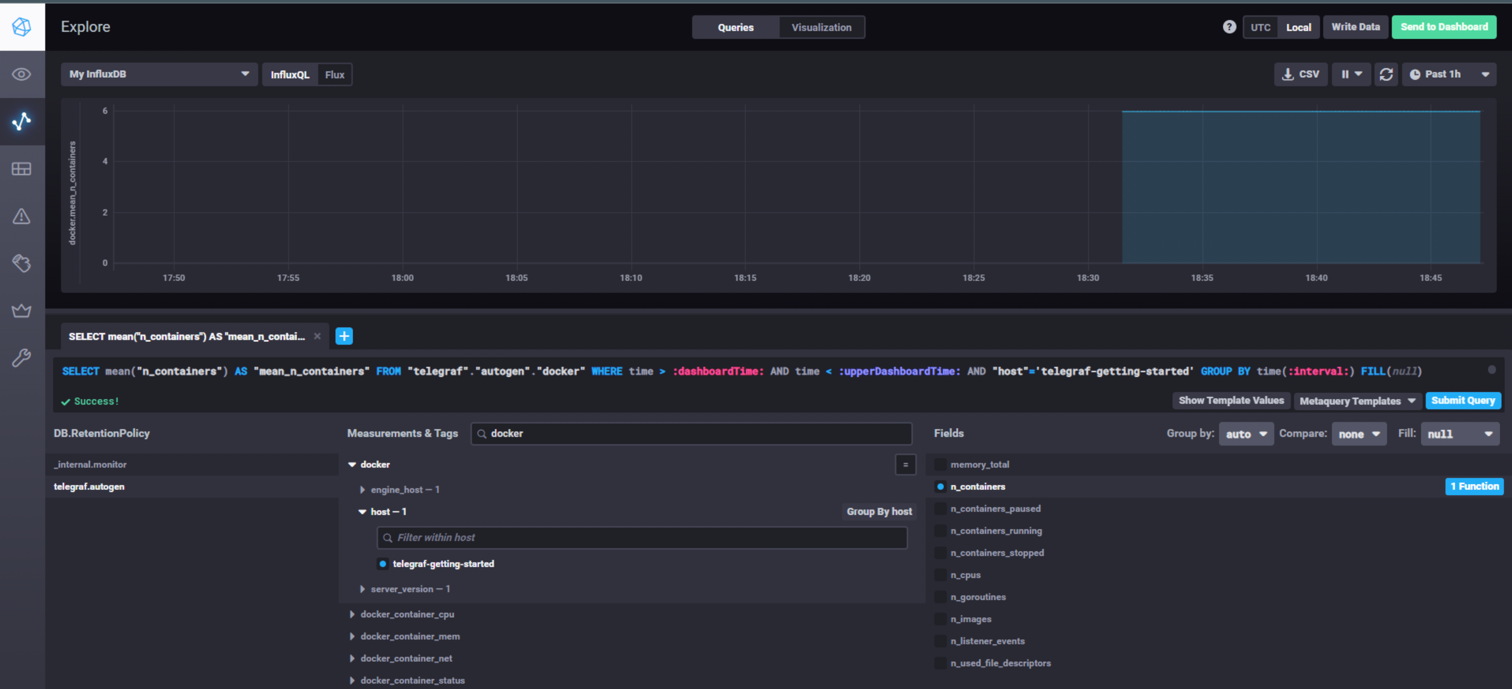 Explore
Queries
Visualization
?
UTC
Local
Write Data
Send to Dashboard
My InfluxDB
InfluxQL
Flux
CSV
Past 1h
docker.mean_n_containers
6
4
2
0
17:50
17:55
18:00
18:05
18:10
18:15
18:20
18:25
18:30
18:35
18:40
18:45
SELECT mean("n_containers") AS "mean_n_contai...
SELECT mean("n_containers") AS "mean_n_containers" FROM "telegraf"."autogen"."docker" WHERE time > :dashboardTime: AND time < :upperDashboardTime: AND "host"='telegraf-getting-started' GROUP BY time(:interval:) FILL(null)
Success!
Show Template Values
Metaquery Templates
Submit Query
DB.RetentionPolicy
_internal.monitor
telegraf.autogen
Measurements & Tags
docker
docker
=
engine_host — 1
host — 1
Group By host
Filter within host
telegraf-getting-started
server_version — 1
docker_container_cpu
docker_container_mem
docker_container_net
docker_container_status
Fields
Group by:
auto
Compare:
none
Fill:
null
memory_total
n_containers
1 Function
n_containers_paused
n_containers_running
n_containers_stopped
n_cpus
n_goroutines
n_images
n_listener_events
n_used_file_descriptors